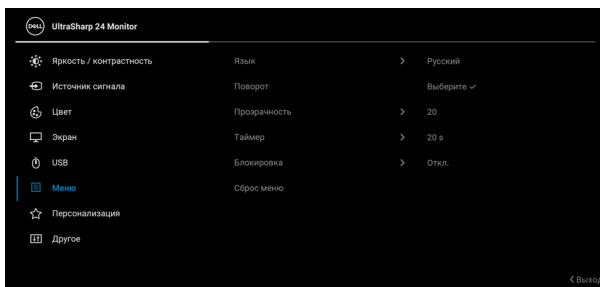 DELL UltraSharp 24 Monitor
Яркость / контрастность Язык > Русский
Источник сигнала Поворот Выберите ✓
Цвет Прозрачность > 20
Экран Таймер > 20 s
USB Блокировка > Откл.
Меню Сброс меню
Персонализация
Другое
< Выход